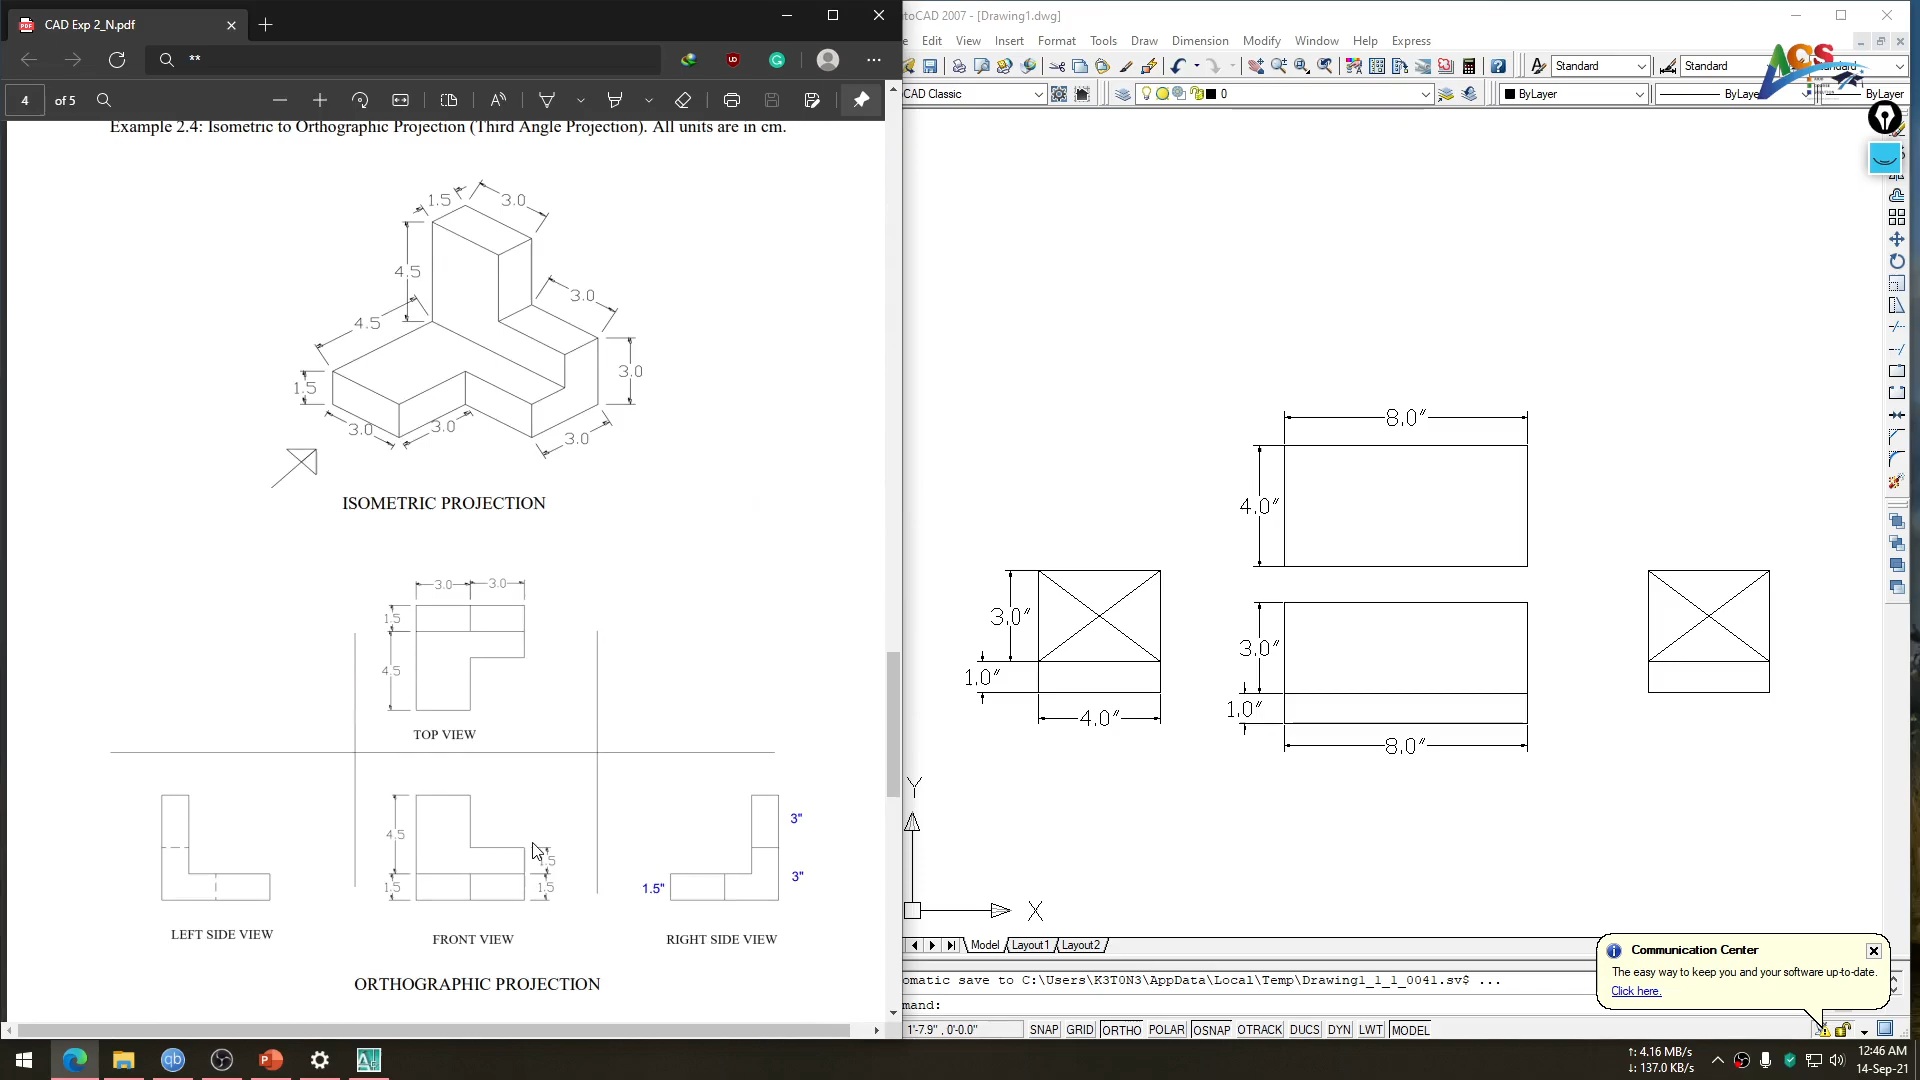 CAD Exp 2_N.pdf
**
4 of 5
Example 2.4: Isometric to Orthographic Projection (Third Angle Projection). All units are in cm.
1.5 3.0
4.5
3.0
4.5
3.0
1.5
3.0 3.0
3.0
ISOMETRIC PROJECTION
3.0 3.0
1.5
4.5
TOP VIEW
4.5
1.5
1.5
1.5
3"
3"
1.5"
LEFT SIDE VIEW
FRONT VIEW
RIGHT SIDE VIEW
ORTHOGRAPHIC PROJECTION
toCAD 2007 - [Drawing1.dwg]
Edit View Insert Format Tools Draw Dimension Modify Window Help Express
Standard Standard Standard
CAD Classic
0
ByLayer ByLayer ByLayer
8.0"
4.0"
3.0"
1.0"
4.0"
3.0"
1.0"
8.0"
Y
X
Model Layout1 Layout2
omatic save to C:\Users\K3T0N3\AppData\Local\Temp\Drawing1_1_1_0041.sv$ ...
mand:
1'-7.9" , 0'-0.0" SNAP GRID ORTHO POLAR OSNAP OTRACK DUCS DYN LWT MODEL
Communication Center
The easy way to keep you and your software up-to-date.
Click here.
↑: 4.16 MB/s
↓: 137.0 KB/s
12:46 AM
14-Sep-21